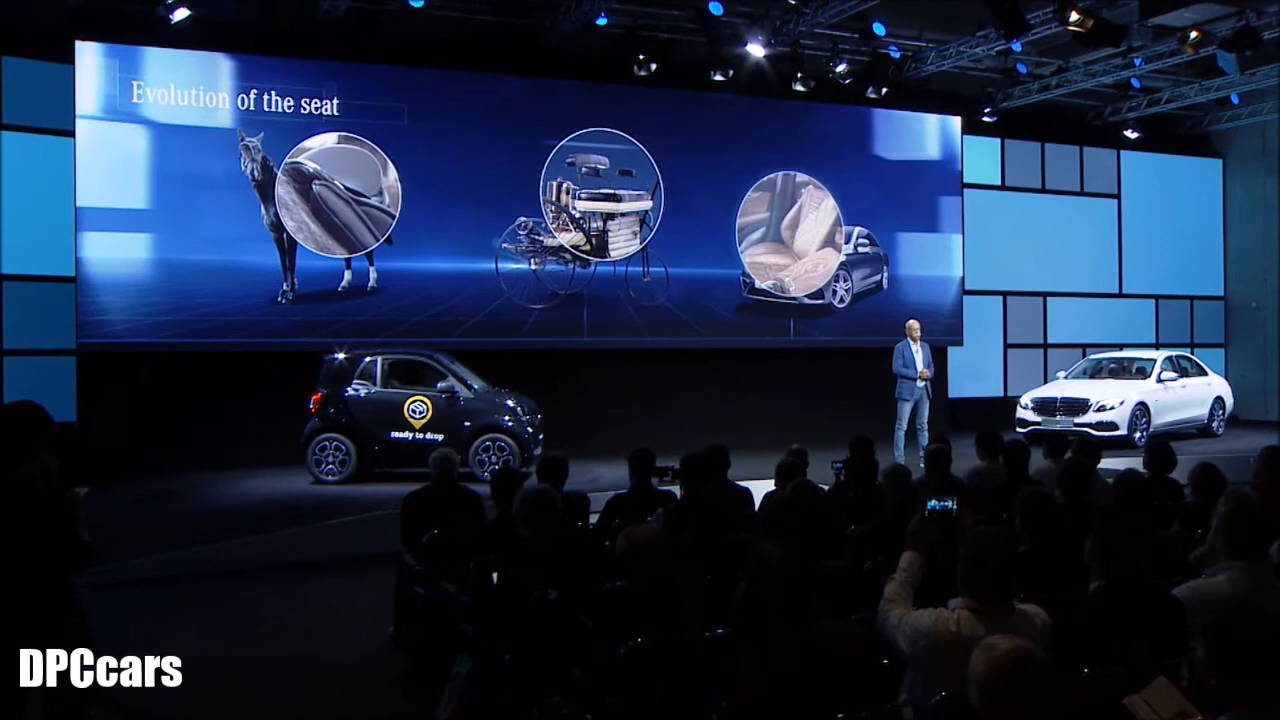 Evolution of the seat
ready to drop
DPCcars